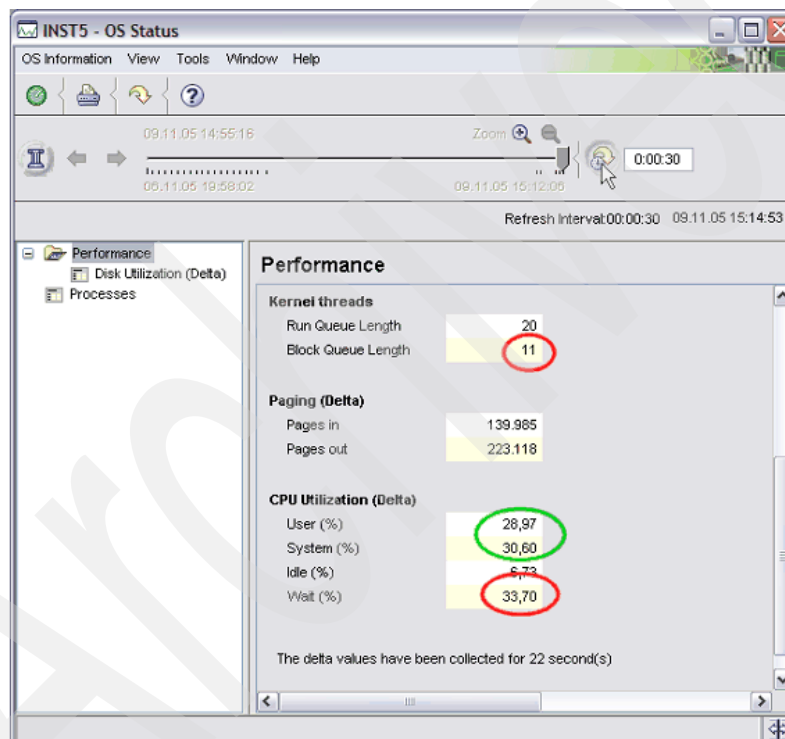 INST5 - OS Status
OS Information View Tools Window Help
09.11.05 14:55:16 Zoom
0:00:30
06.11.05 19:58:02 09.11.05 15:12:06
Refresh Interval:00:00:30 09.11.05 15:14:53
Performance
Disk Utilization (Delta)
Processes
Performance
Kernel threads
Run Queue Length 20
Block Queue Length 11
Paging (Delta)
Pages in 139.985
Pages out 223.118
CPU Utilization (Delta)
User (%) 28,97
System (%) 30,60
Idle (%) 6,73
Wait (%) 33,70
The delta values have been collected for 22 second(s)